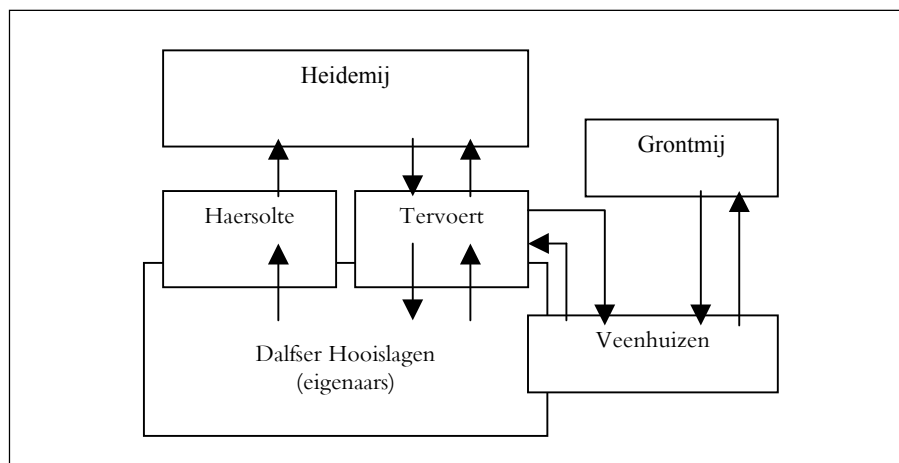 Heidemij
Grontmij
Haersolte
Tervoert
Veenhuizen
Dalfser Hooislagen
(eigenaars)